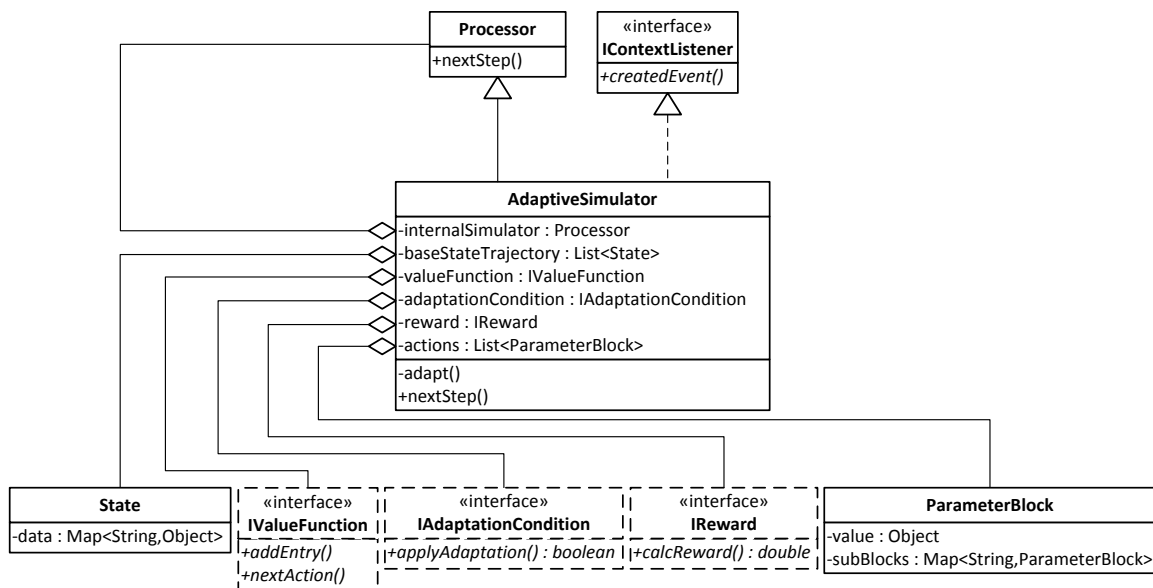 Processor
+nextStep()
«interface»
IContextListener
+createdEvent()
AdaptiveSimulator
-internalSimulator : Processor
-baseStateTrajectory : List<State>
-valueFunction : IValueFunction
-adaptationCondition : IAdaptationCondition
-reward : IReward
-actions : List<ParameterBlock>
-adapt()
+nextStep()
State
-data : Map<String,Object>
«interface»
IValueFunction
+addEntry()
+nextAction()
«interface»
IAdaptationCondition
+applyAdaptation() : boolean
«interface»
IReward
+calcReward() : double
ParameterBlock
-value : Object
-subBlocks : Map<String,ParameterBlock>